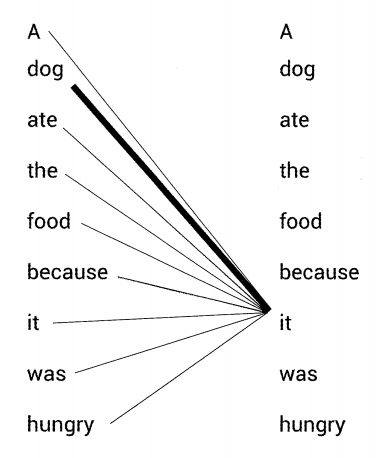 A A
dog dog
ate ate
the the
food food
because because
it it
was was
hungry hungry